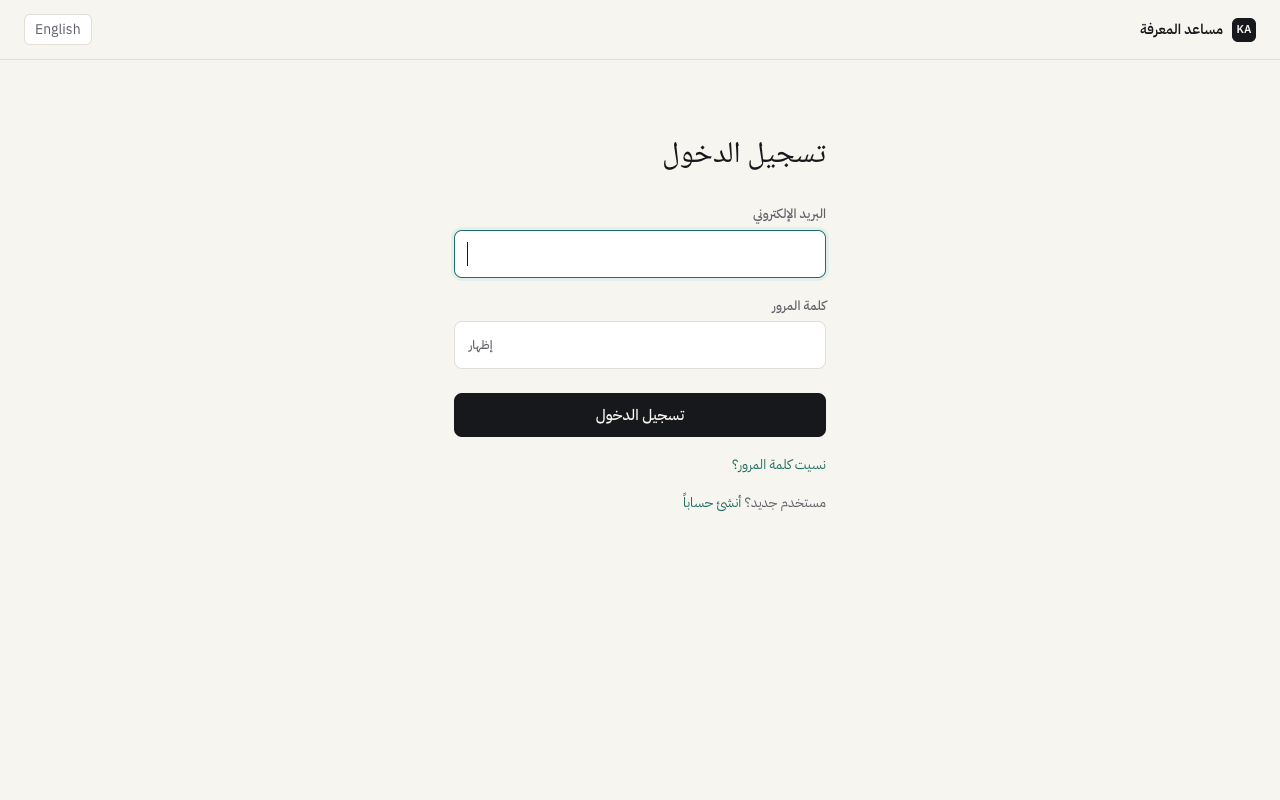 KA مساعد المعرفة
English
تسجيل الدخول
البريد الإلكتروني
كلمة المرور
إظهار
تسجيل الدخول
نسيت كلمة المرور؟
مستخدم جديد؟ أنشئ حساباً